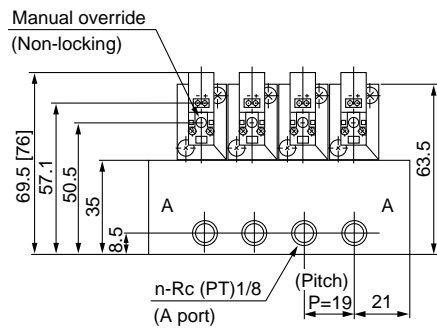 Manual override
(Non-locking)
- +
- +
- +
- +
69.5 [76]
57.1
50.5
35
8.5
63.5
A
A
n-Rc (PT)1/8
(A port)
(Pitch)
P=19
21